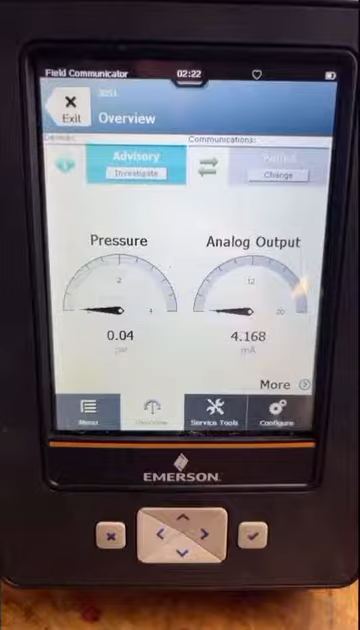 Field Communicator 02:22
3051
Exit
Overview
Device: Communications:
Advisory
Investigate
Polled
Change
Pressure Analog Output
2 12
4 20
0.04 4.168
psi mA
More
Menu Overview Service Tools Configure
EMERSON